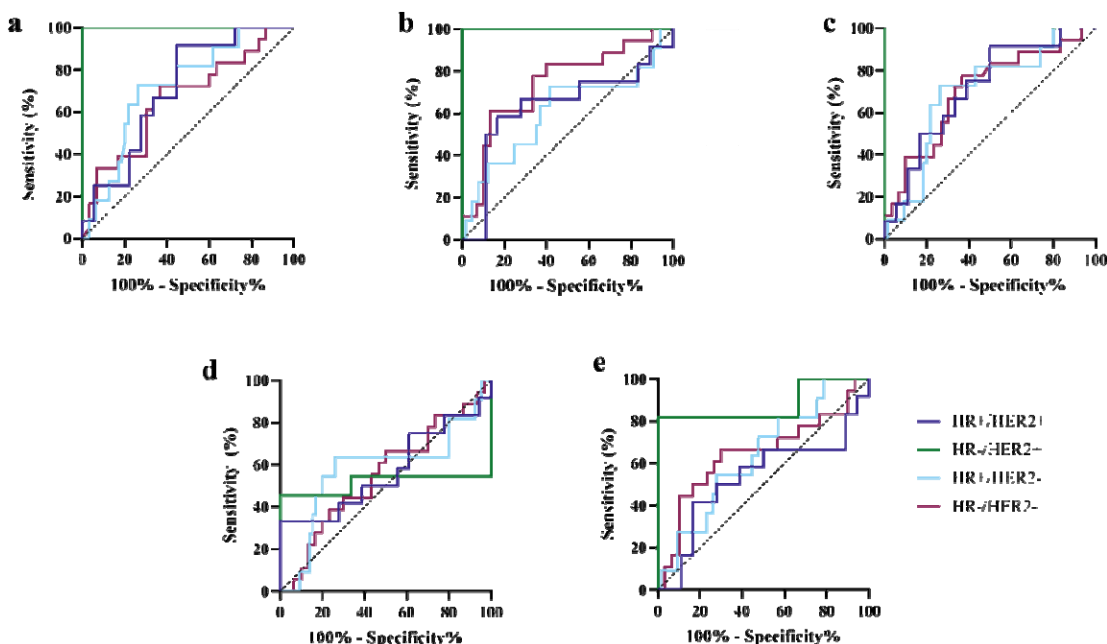 a
b
c
100
80
60
40
20
0
Sensitivity (%)
0 20 40 60 80 100
100% - Specificity%
100
80
60
40
20
0
Sensitivity (%)
0 20 40 60 80 100
100% - Specificity%
100
80
60
40
20
0
Sensitivity (%)
0 20 40 60 80 100
100% - Specificity%
d
e
100
80
60
40
20
0
Sensitivity (%)
0 20 40 60 80 100
100% - Specificity%
100
80
60
40
20
0
Sensitivity (%)
0 20 40 60 80 100
100% - Specificity%
HR+/HER2+
HR-/HER2+
HR+/HER2-
HR-/HER2-